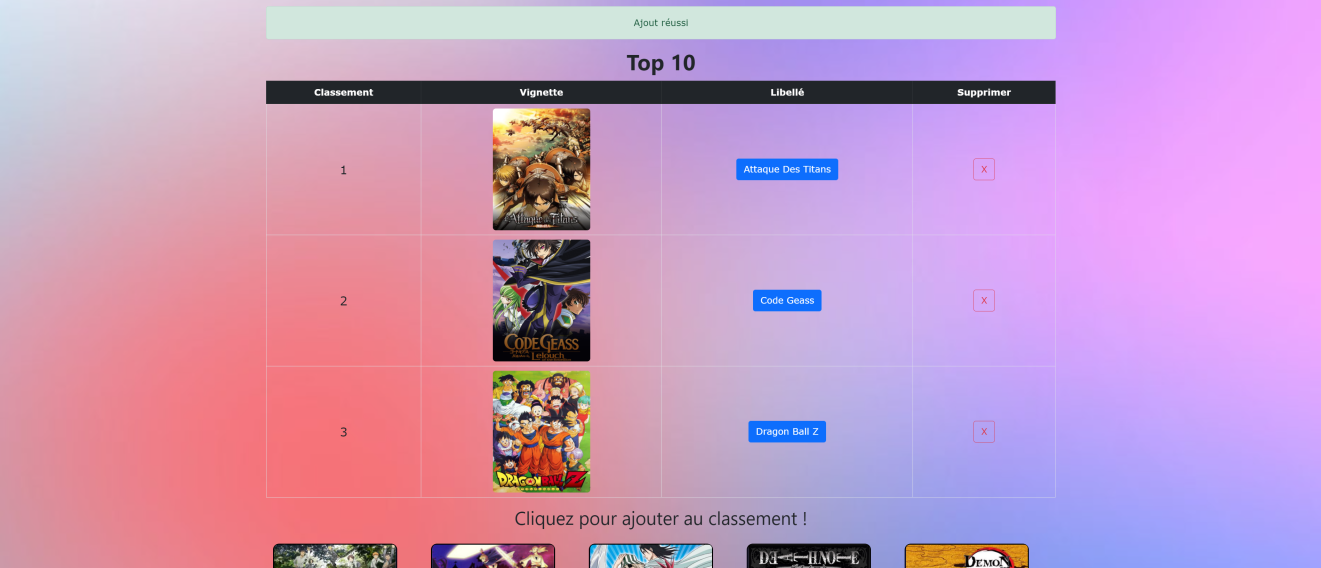 Ajout réussi
Top 10
Classement Vignette Libellé Supprimer
1
Attaque Titans
Attaque Des Titans
X
2
CODE GEASS
Lelouch
Code Geass
X
3
DRAGON BALL Z
Dragon Ball Z
X
Cliquez pour ajouter au classement !
DEATH NOTE
DEMON